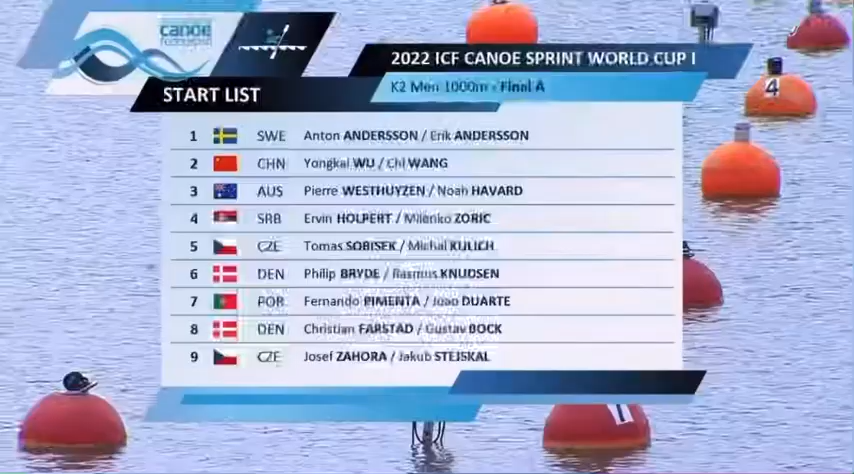 canoe
2022 ICF CANOE SPRINT WORLD CUP I
K2 Men 1000m - Final A
START LIST
1 SWE Anton ANDERSSON / Erik ANDERSSON
2 CHN Yongkai WU / Chi WANG
3 AUS Pierre WESTHUYZEN / Noah HAVARD
4 SRB Ervin HOLPERT / Milenko ZORIC
5 CZE Tomas SOBISEK / Michal KULICH
6 DEN Philip BRYDE / Rasmus KNUDSEN
7 POR Fernando PIMENTA / Joao DUARTE
8 DEN Christian FARSTAD / Gustav BOCK
9 CZE Josef ZAHORA / Jakub STEJSKAL
4